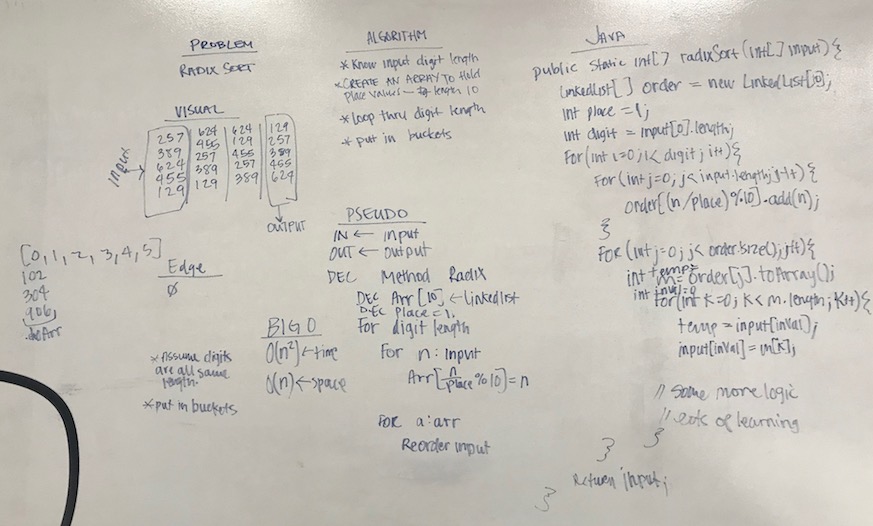 PROBLEM
RADIX SORT
VISUAL
INPUT
257 624 624 129
389 455 129 257
624 257 455 389
455 389 257 455
129 129 389 624
OUTPUT
[0, 1, 2, 3, 4, 5]
102
304
906
Edge
Ø
BIG O
O(n²) ← time
O(n) ← space
* Assume digits
are all same
length.
* put in buckets
ALGORITHM
* Know input digit length
* CREATE AN ARRAY TO Hold
Place values — length 10
* loop thru digit length
* put in buckets
PSEUDO
IN ← input
OUT ← output
DEC Method Radix
DEC Arr [10] ← linkedlist
DEC Place = 1.
For digit length
For n: Input
Arr[n/place % 10] = n
FOR a: arr
Reorder input
JAVA
public static int[] radixSort (int[] input) {
LinkedList[] order = new LinkedList[10];
int place = 1;
int digit = input[0].length;
For (int i=0; i< digit; i++) {
For (int j=0; j< input.length; j++) {
order[(n/place) % 10].add(n);
}
For (int j=0; j< order.size(); j++) {
int temp=
m= order[j].toArray();
int inVal=0
for (int K=0; K< m.length; K++) {
temp = input[inVal];
input[inVal] = m[K];
// Some more logic
// Lots of learning
}
}
Return input;
}